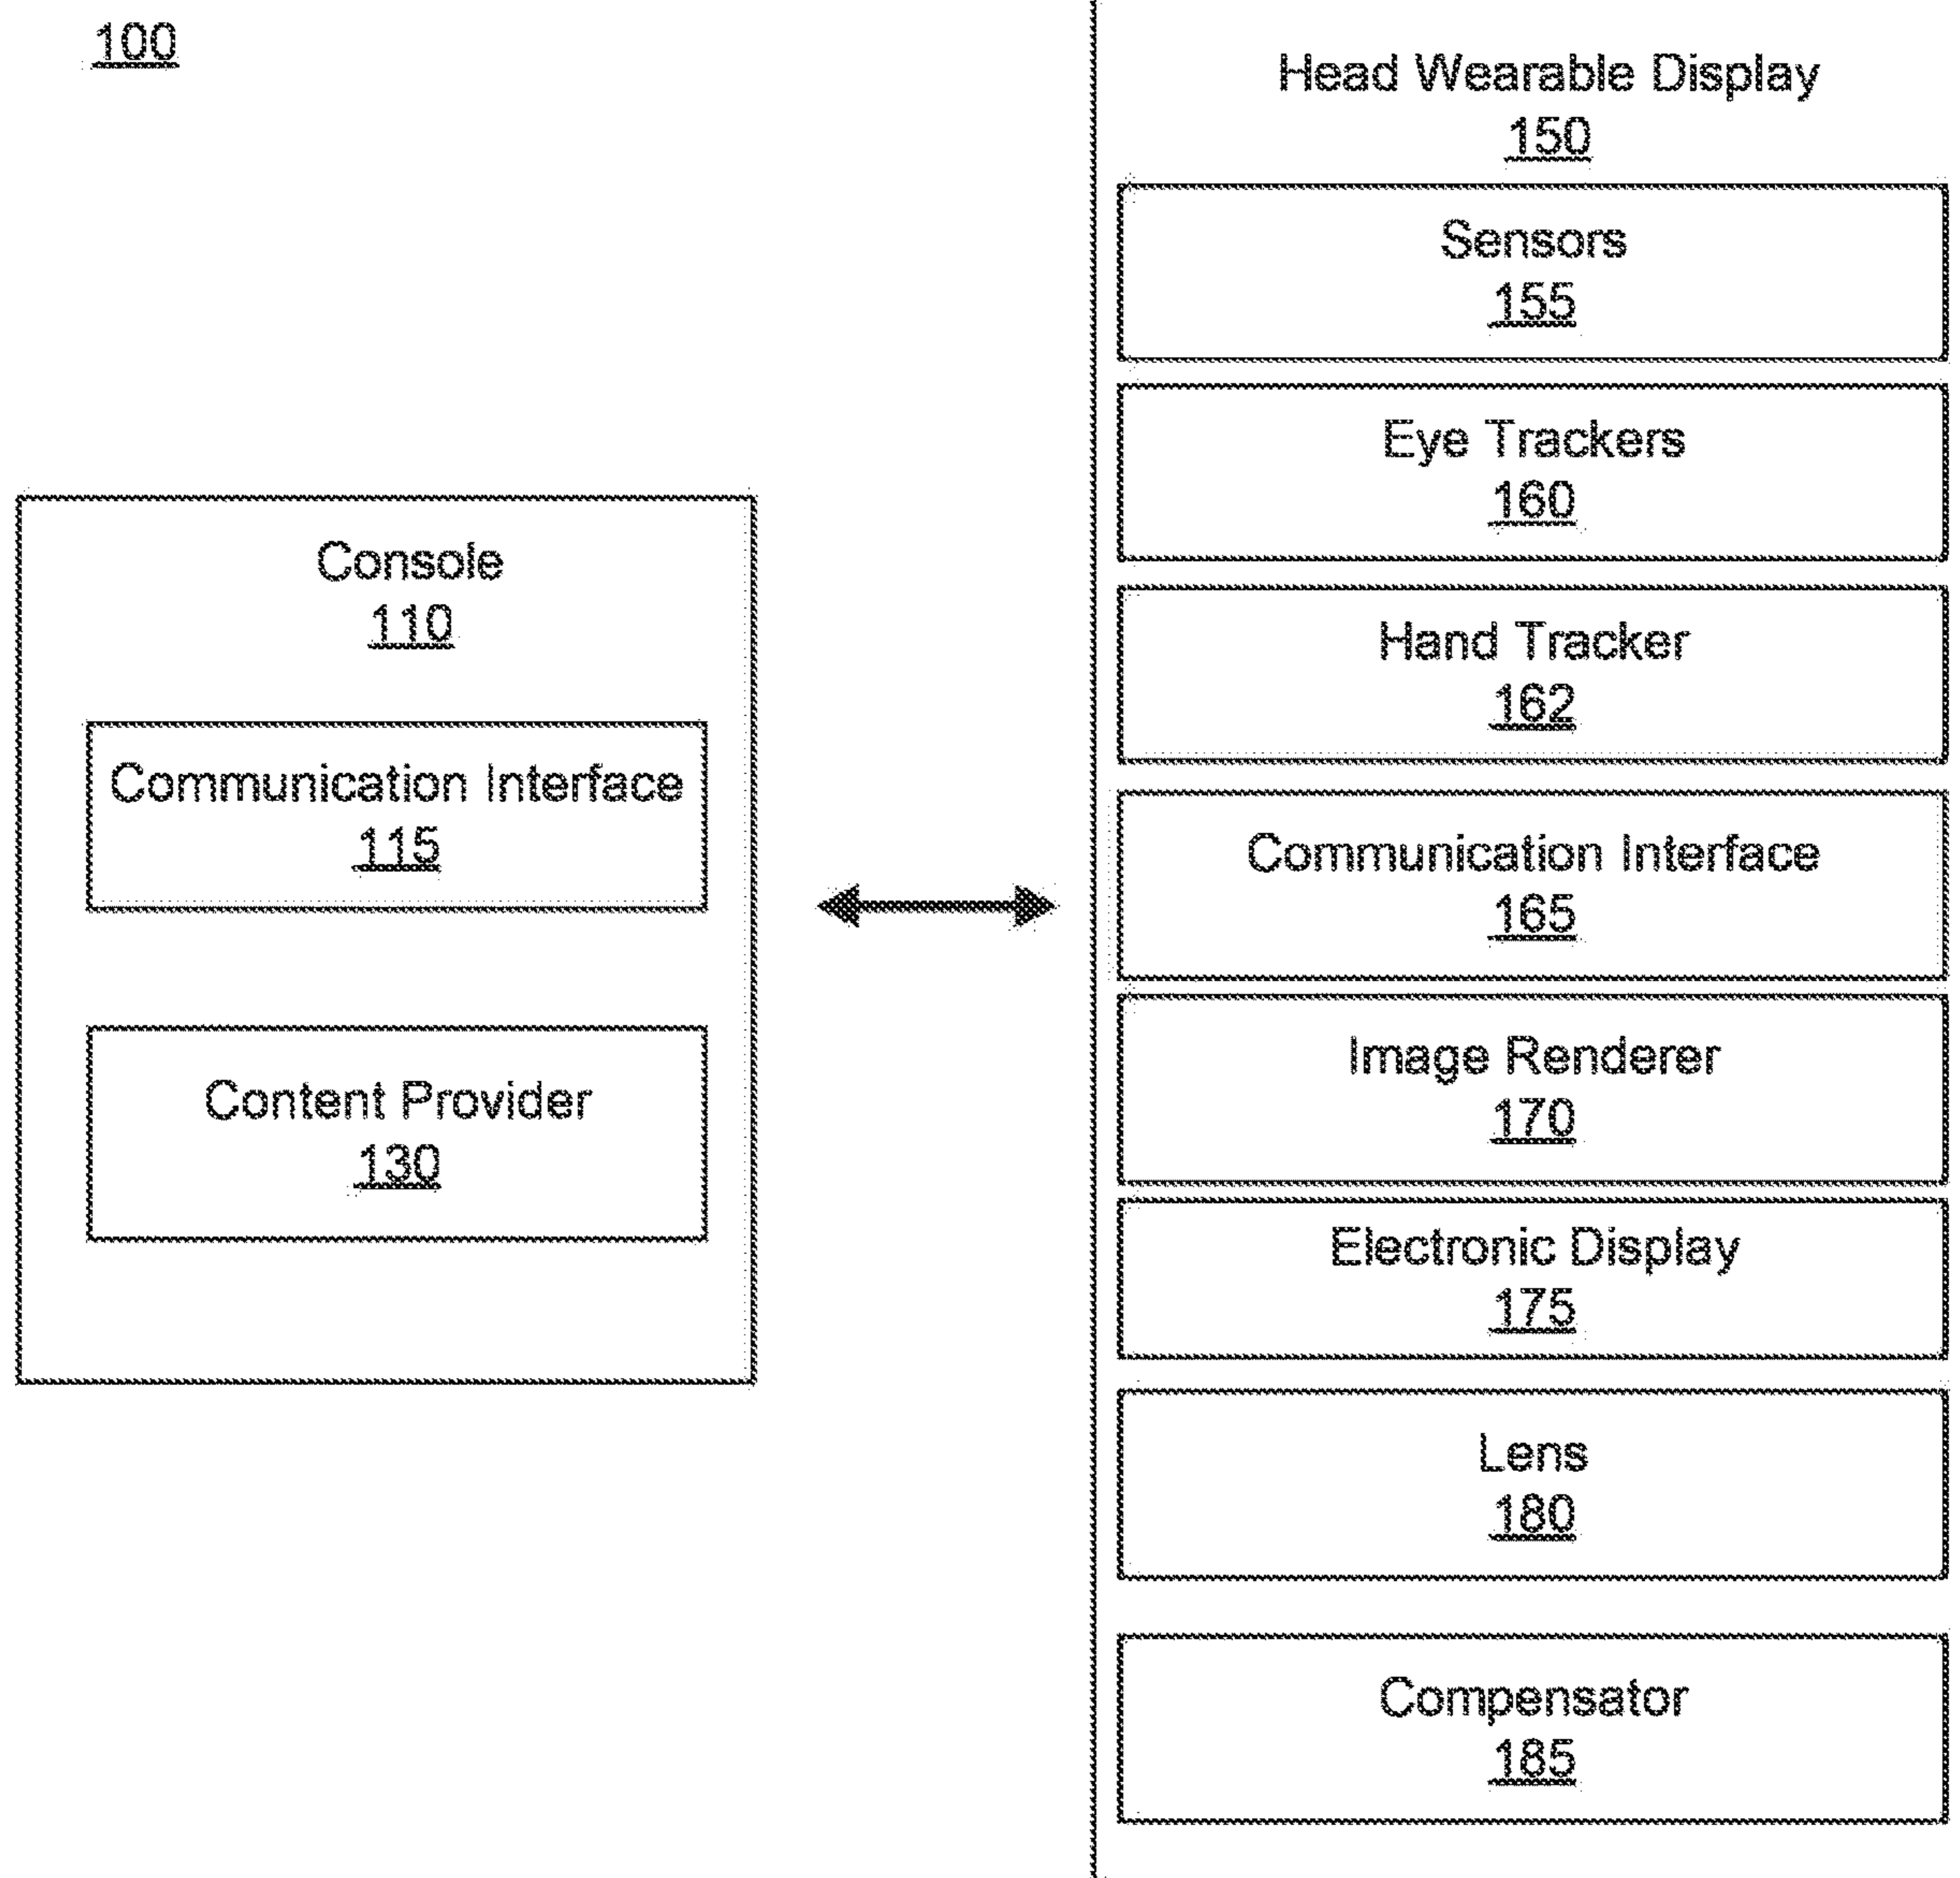 100
Console
110
Communication Interface
115
Content Provider
130
Head Wearable Display
150
Sensors
155
Eye Trackers
160
Hand Tracker
162
Communication Interface
165
Image Renderer
170
Electronic Display
175
Lens
180
Compensator
185